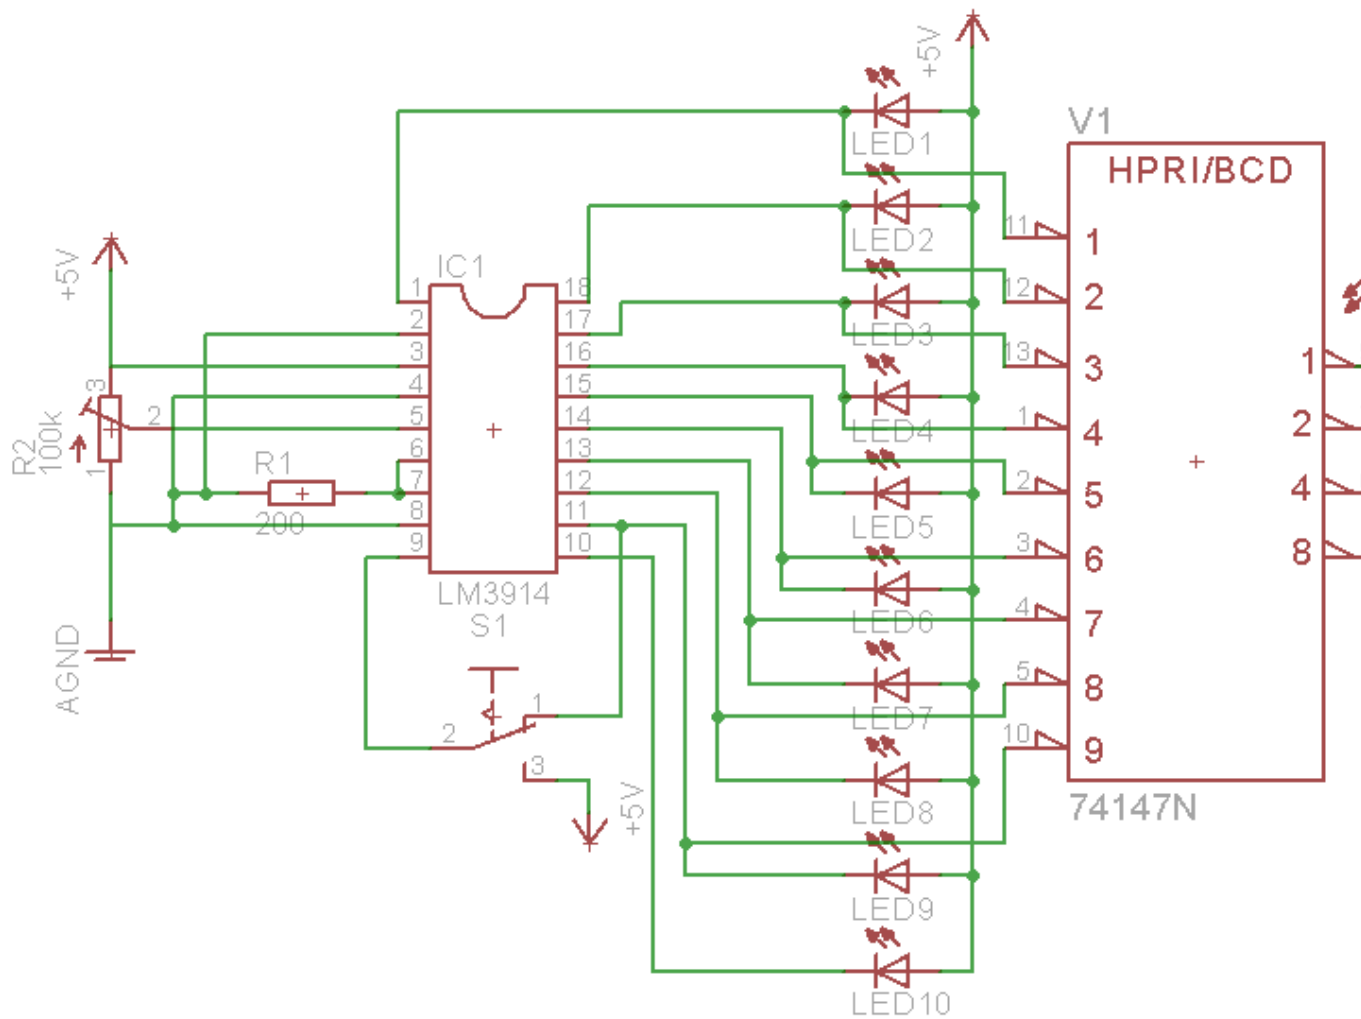 +5V
LED1
V1
HPRI/BCD
LED2
11 1
+5V
IC1
12 2
1 18
LED3
2 17
13 3
3 16
1
3
4 15
LED4
R2
100k
2
5 14
1 4
2
6 13
R1
1
7 12
2 5
4
200
8 11
LED5
9 10
3 6
8
LM3914
S1
LED6
4 7
AGND
1
5 8
LED7
2
10 9
3
+5V
LED8
74147N
LED9
LED10